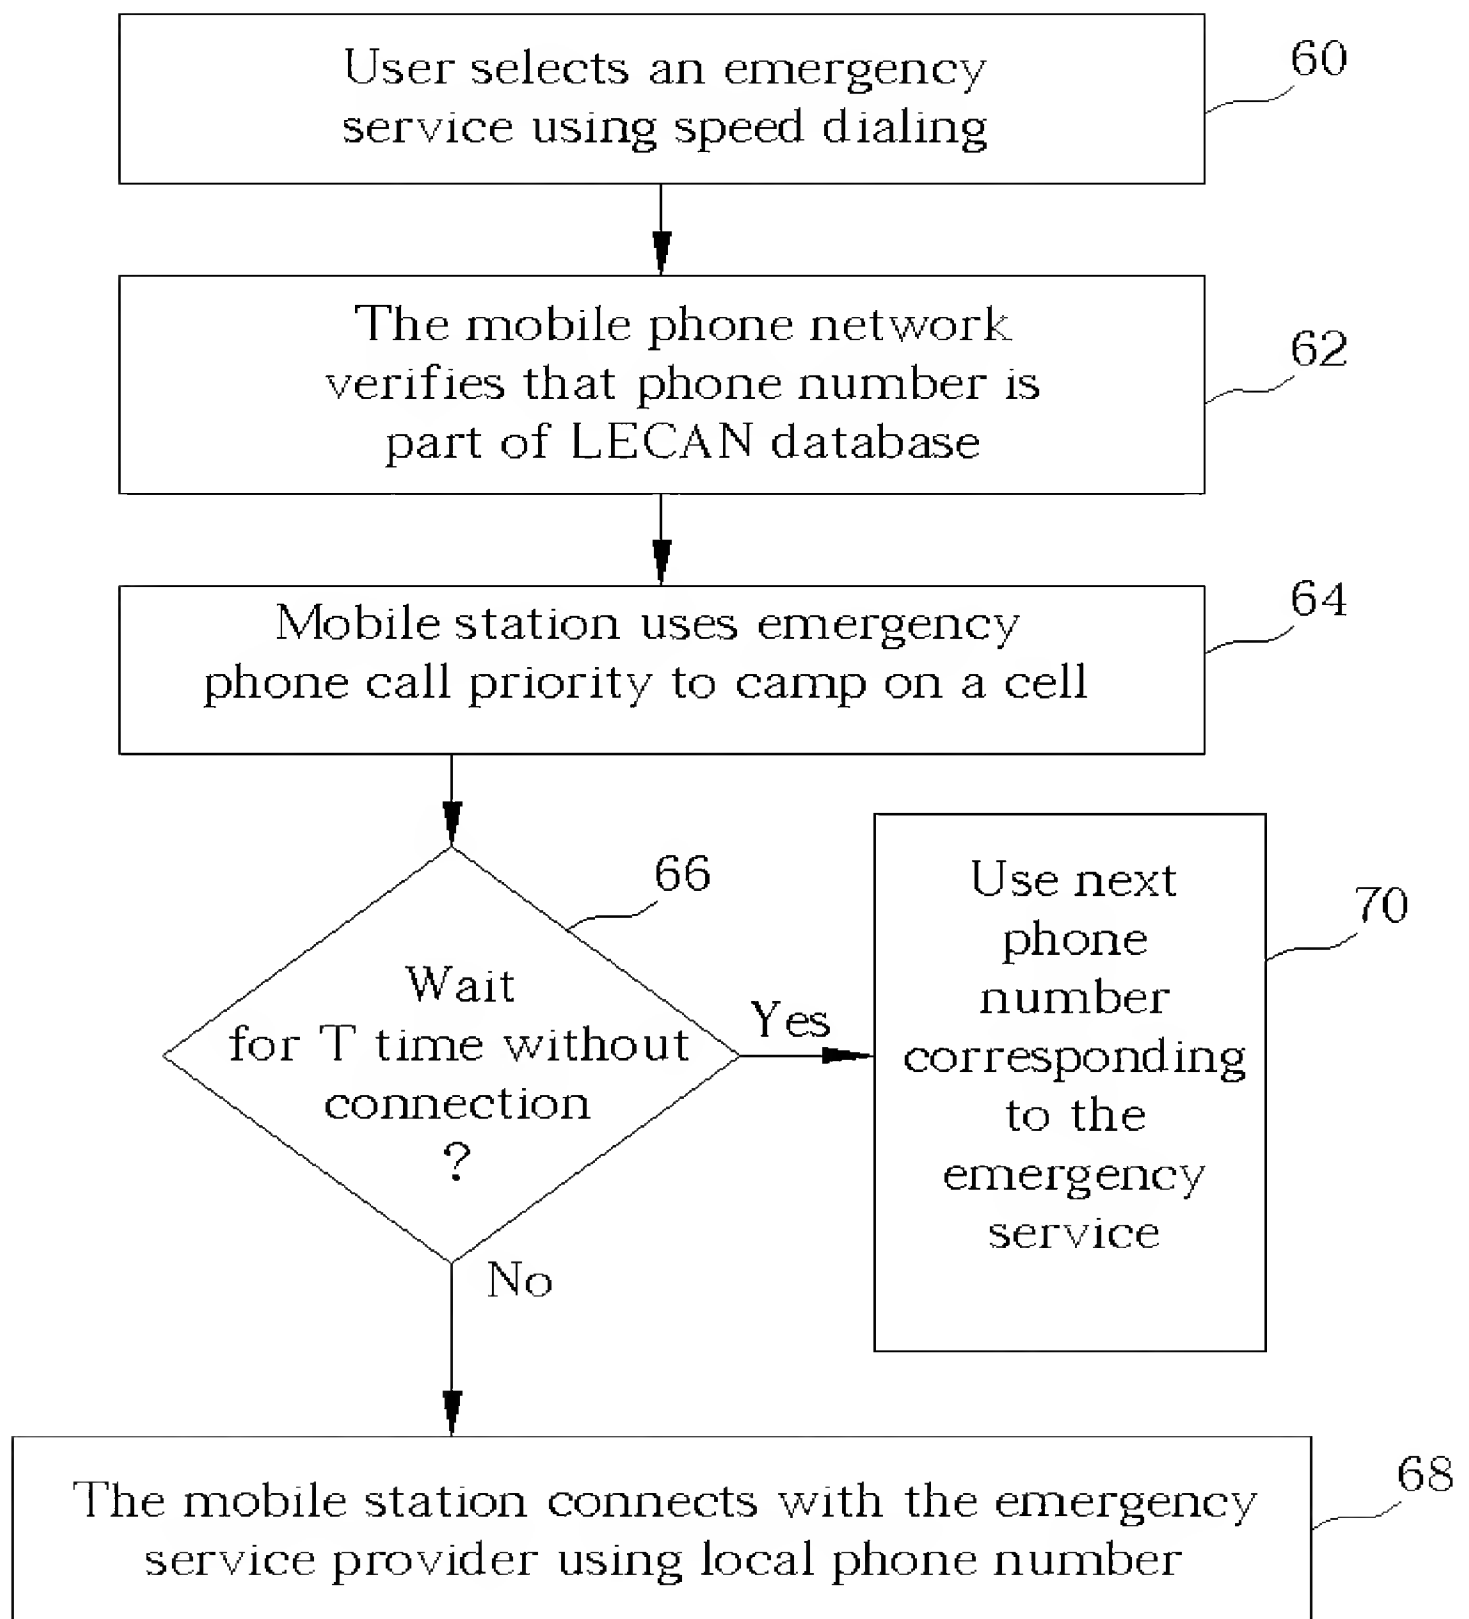 User selects an emergency
service using speed dialing
60
The mobile phone network
verifies that phone number is
part of LECAN database
62
Mobile station uses emergency
phone call priority to camp on a cell
64
66
Wait
for T time without
connection
?
Yes
No
Use next
phone
number
corresponding
to the
emergency
service
70
The mobile station connects with the emergency
service provider using local phone number
68